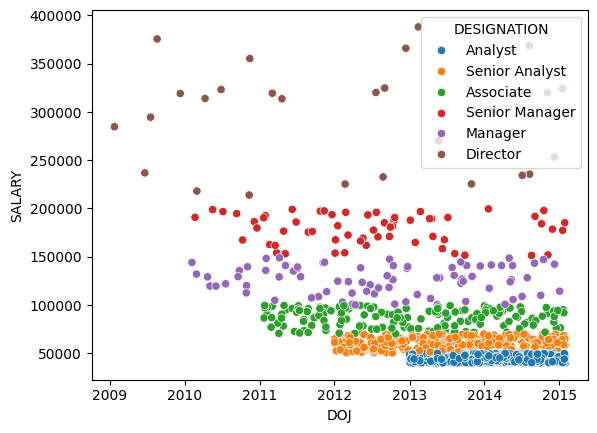 400000
350000
300000
250000
200000
150000
100000
50000
SALARY
2009 2010 2011 2012 2013 2014 2015
DOJ
DESIGNATION
Analyst
Senior Analyst
Associate
Senior Manager
Manager
Director